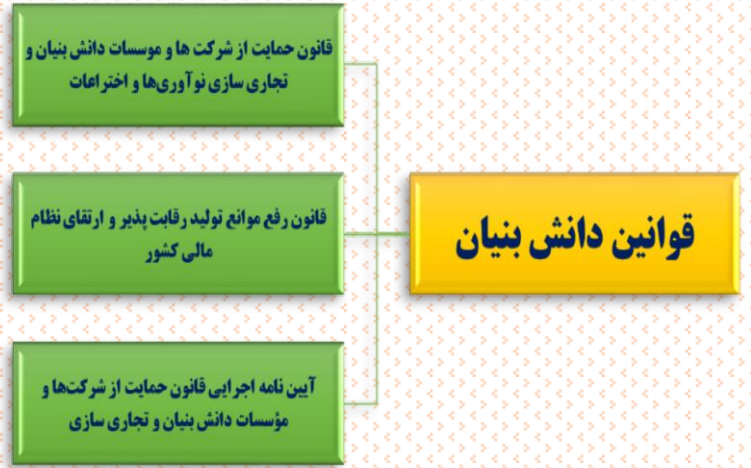 قوانین دانش بنیان
قانون حمایت از شرکت ها و موسسات دانش بنیان و
تجاری سازی نوآوری‌ها و اختراعات
قانون رفع موانع تولید رقابت پذیر و ارتقای نظام
مالی کشور
آیین نامه اجرایی قانون حمایت از شرکت‌ها و
مؤسسات دانش بنیان و تجاری سازی